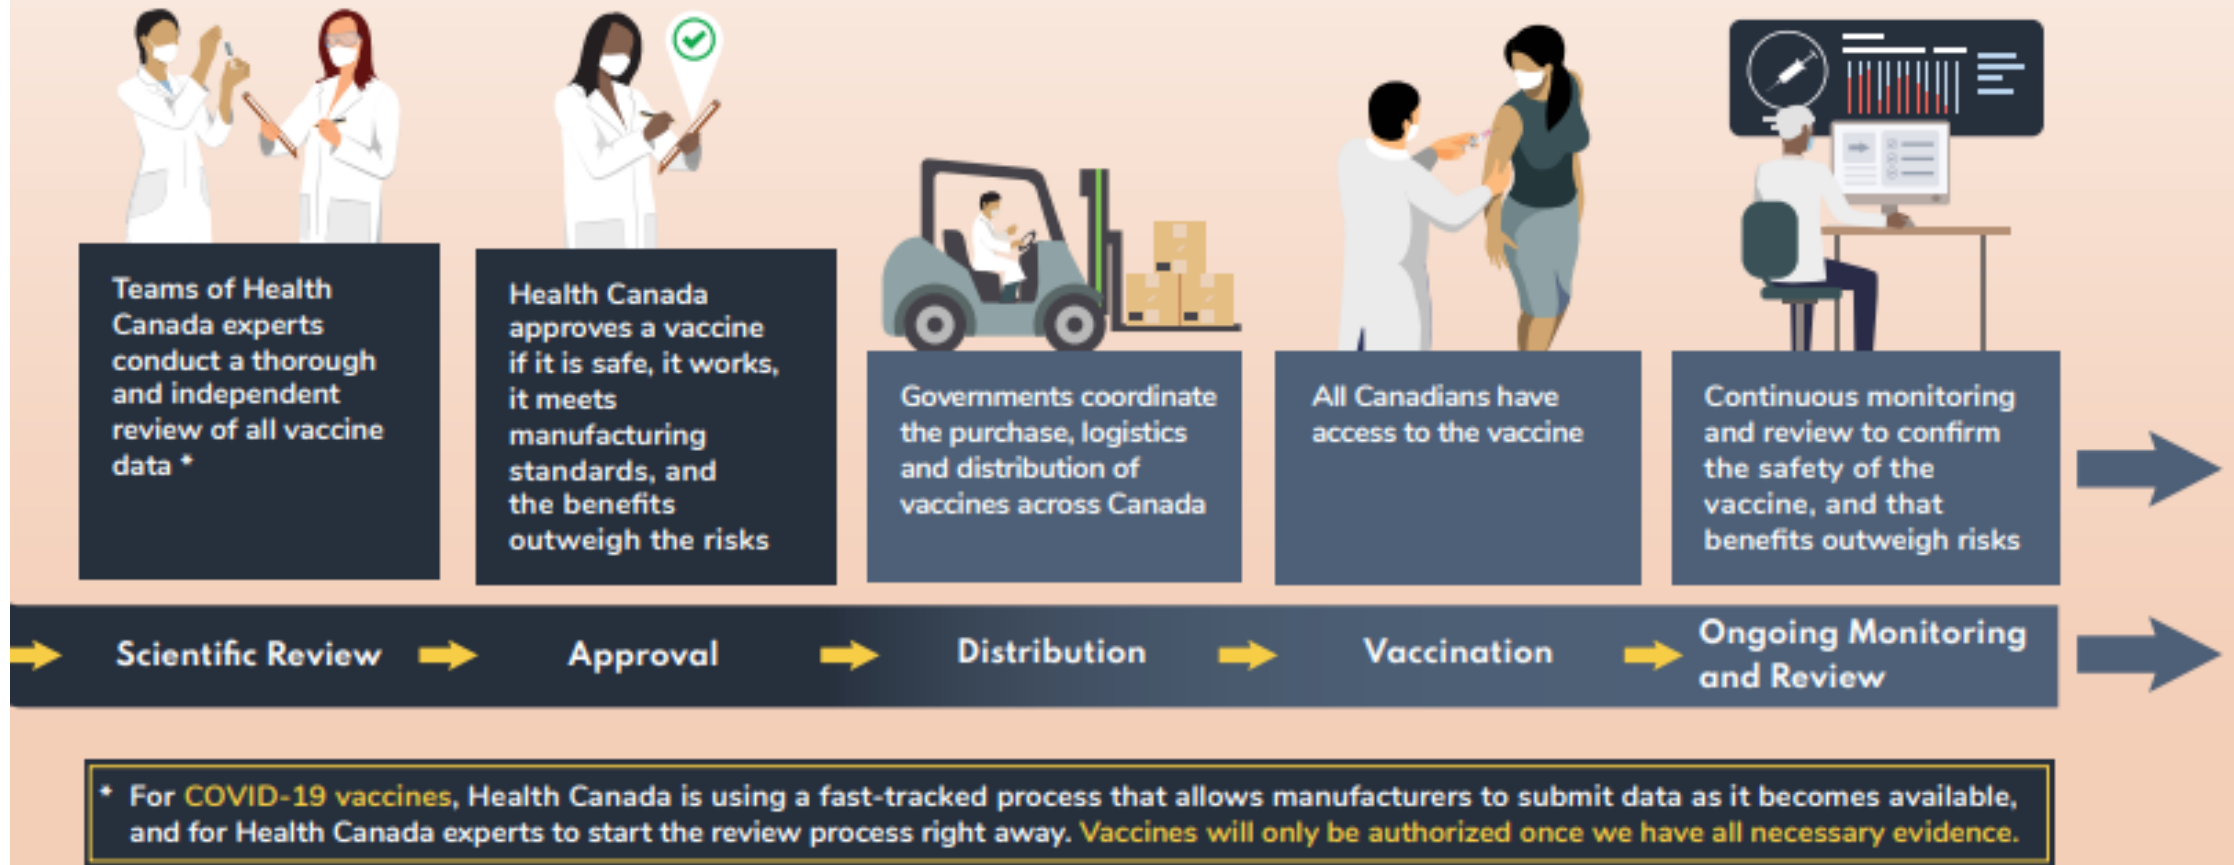 Teams of Health
Canada experts
conduct a thorough
and independent
review of all vaccine
data *
Health Canada
approves a vaccine
if it is safe, it works,
it meets
manufacturing
standards, and
the benefits
outweigh the risks
Governments coordinate
the purchase, logistics
and distribution of
vaccines across Canada
All Canadians have
access to the vaccine
Continuous monitoring
and review to confirm
the safety of the
vaccine, and that
benefits outweigh risks
Scientific Review
Approval
Distribution
Vaccination
Ongoing Monitoring
and Review
* For COVID-19 vaccines, Health Canada is using a fast-tracked process that allows manufacturers to submit data as it becomes available,
and for Health Canada experts to start the review process right away. Vaccines will only be authorized once we have all necessary evidence.